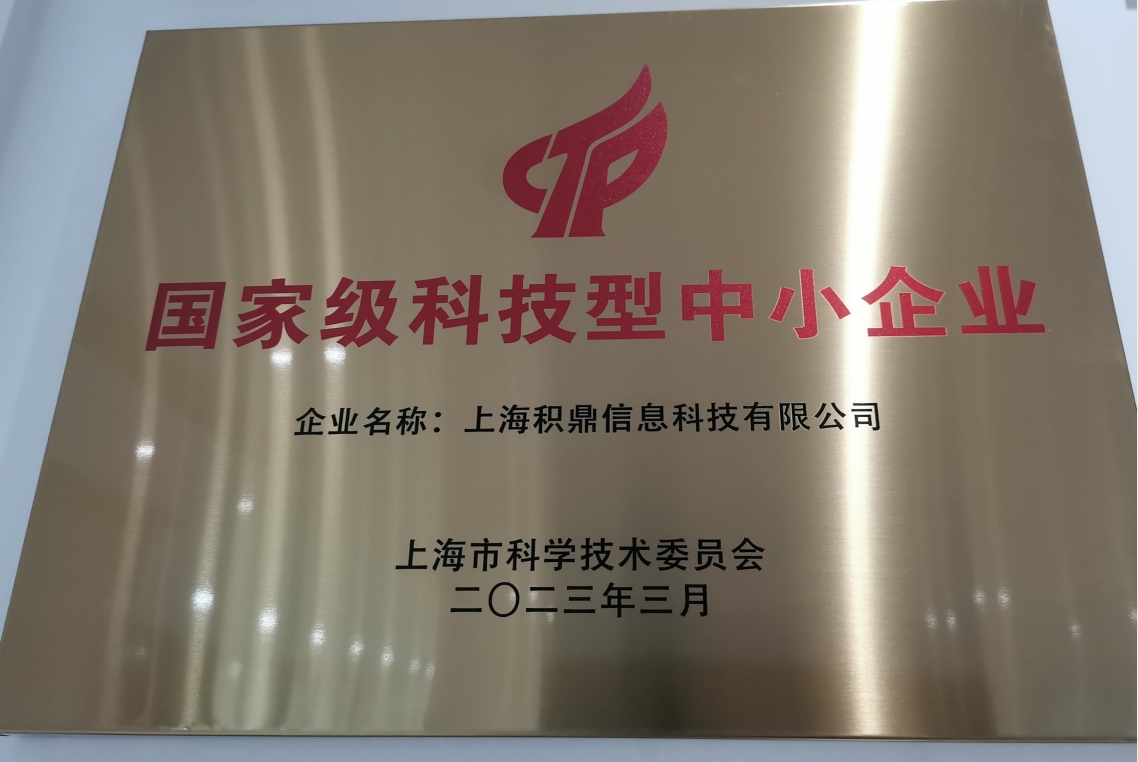 国家级科技型中小企业
企业名称：上海积鼎信息科技有限公司
上海市科学技术委员会
二〇二三年三月